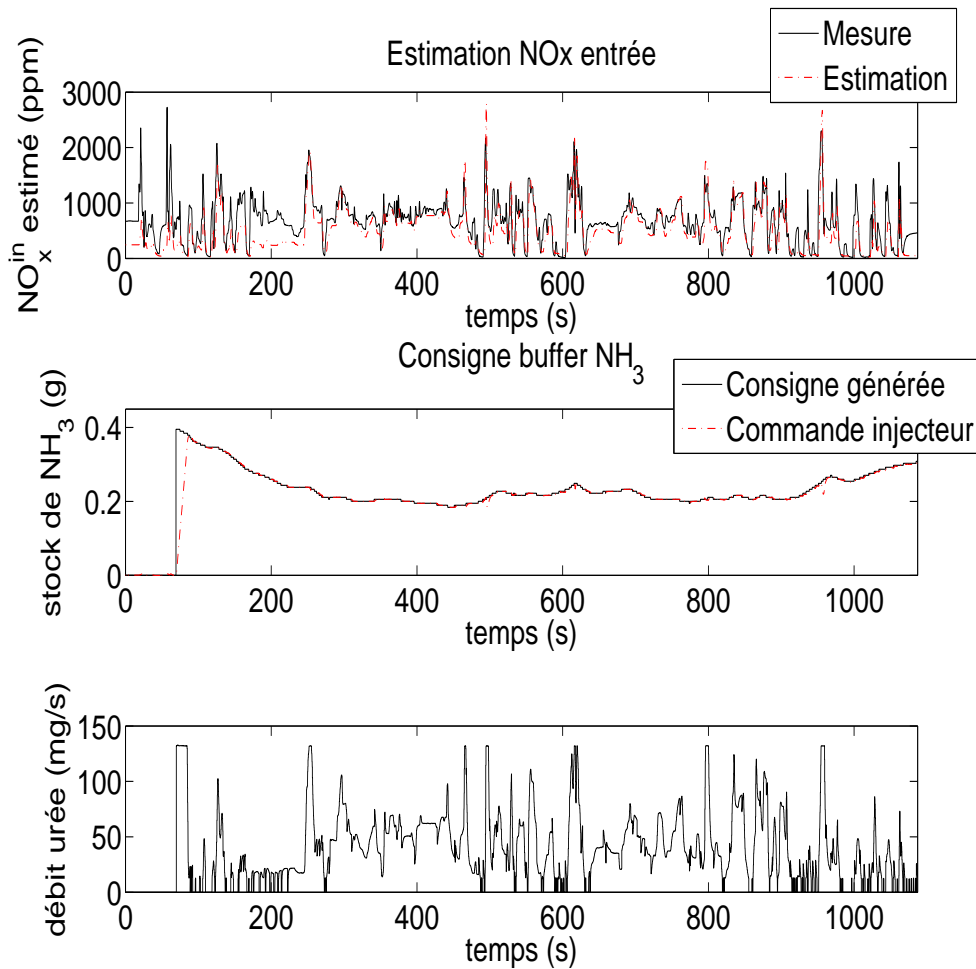 Estimation NOx entrée
Mesure
Estimation
NO_x^in estimé (ppm)
3000
2000
1000
0
0 200 400 600 800 1000
temps (s)
Consigne buffer NH_3
Consigne générée
Commande injecteur
stock de NH_3 (g)
0.4
0.2
0
0 200 400 600 800 1000
temps (s)
débit urée (mg/s)
150
100
50
0
0 200 400 600 800 1000
temps (s)